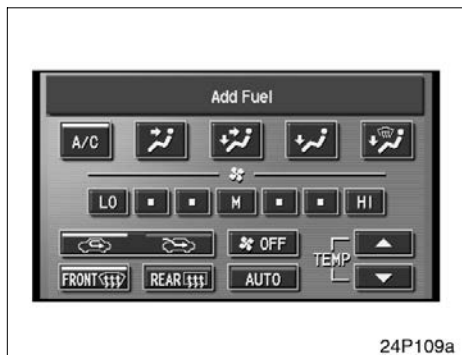 Add Fuel
A/C
LO M HI
OFF
TEMP
FRONT REAR AUTO
24P109a